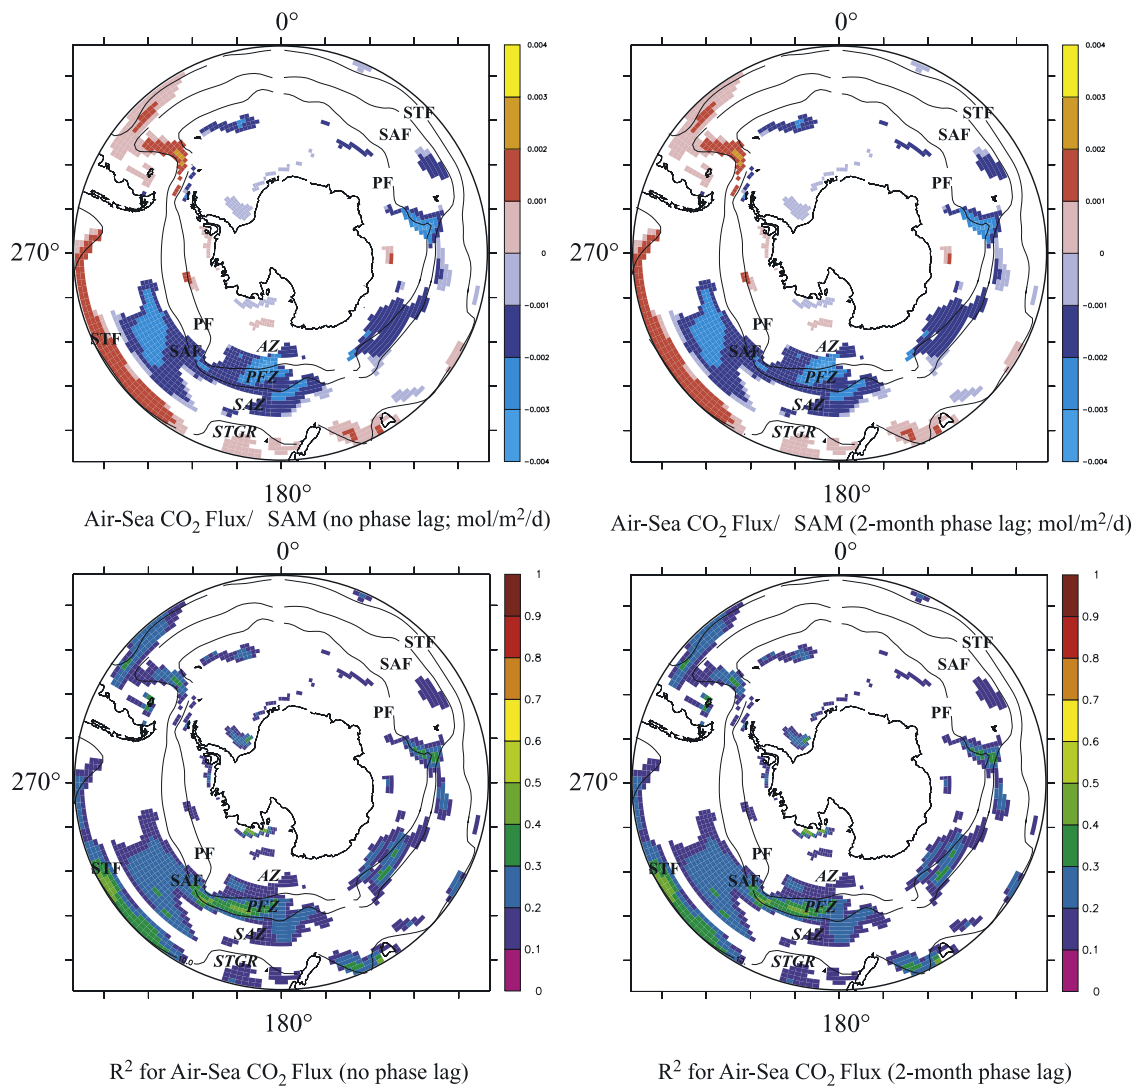 0°
0°
0.004
0.003
0.002
0.001
0
-0.001
-0.002
-0.003
-0.004
STF
SAF
PF
270°
PF
STF
SAF
AZ
PFZ
SAZ
STGR
0.004
0.003
0.002
0.001
0
-0.001
-0.002
-0.003
-0.004
STF
SAF
PF
270°
PF
STF
SAF
AZ
PFZ
SAZ
STGR
180°
180°
Air-Sea CO2 Flux/ SAM (no phase lag; mol/m²/d)
Air-Sea CO2 Flux/ SAM (2-month phase lag; mol/m²/d)
0°
0°
1
0.9
0.8
0.7
0.6
0.5
0.4
0.3
0.2
0.1
0
STF
SAF
PF
270°
PF
STF
SAF
AZ
PFZ
SAZ
STGR
1
0.9
0.8
0.7
0.6
0.5
0.4
0.3
0.2
0.1
0
STF
SAF
PF
270°
PF
STF
SAF
AZ
PFZ
SAZ
STGR
180°
180°
R² for Air-Sea CO2 Flux (no phase lag)
R² for Air-Sea CO2 Flux (2-month phase lag)